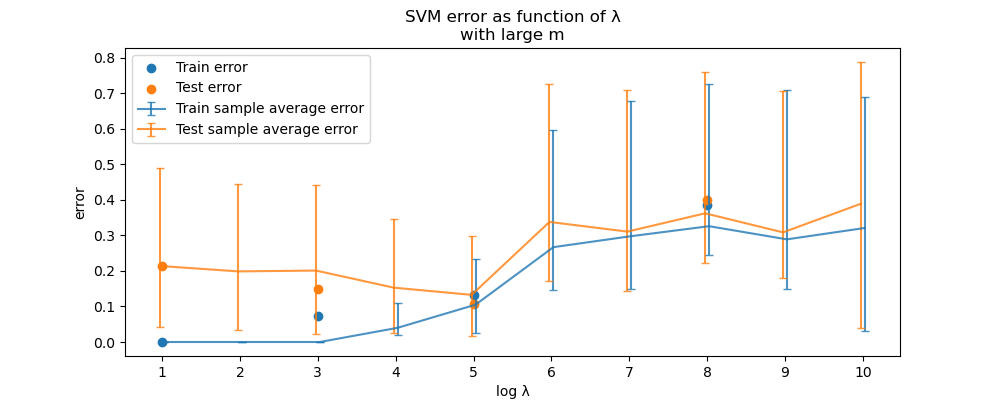 SVM error as function of λ
with large m
Train error
Test error
Train sample average error
Test sample average error
error
0.8
0.7
0.6
0.5
0.4
0.3
0.2
0.1
0.0
1 2 3 4 5 6 7 8 9 10
log λ